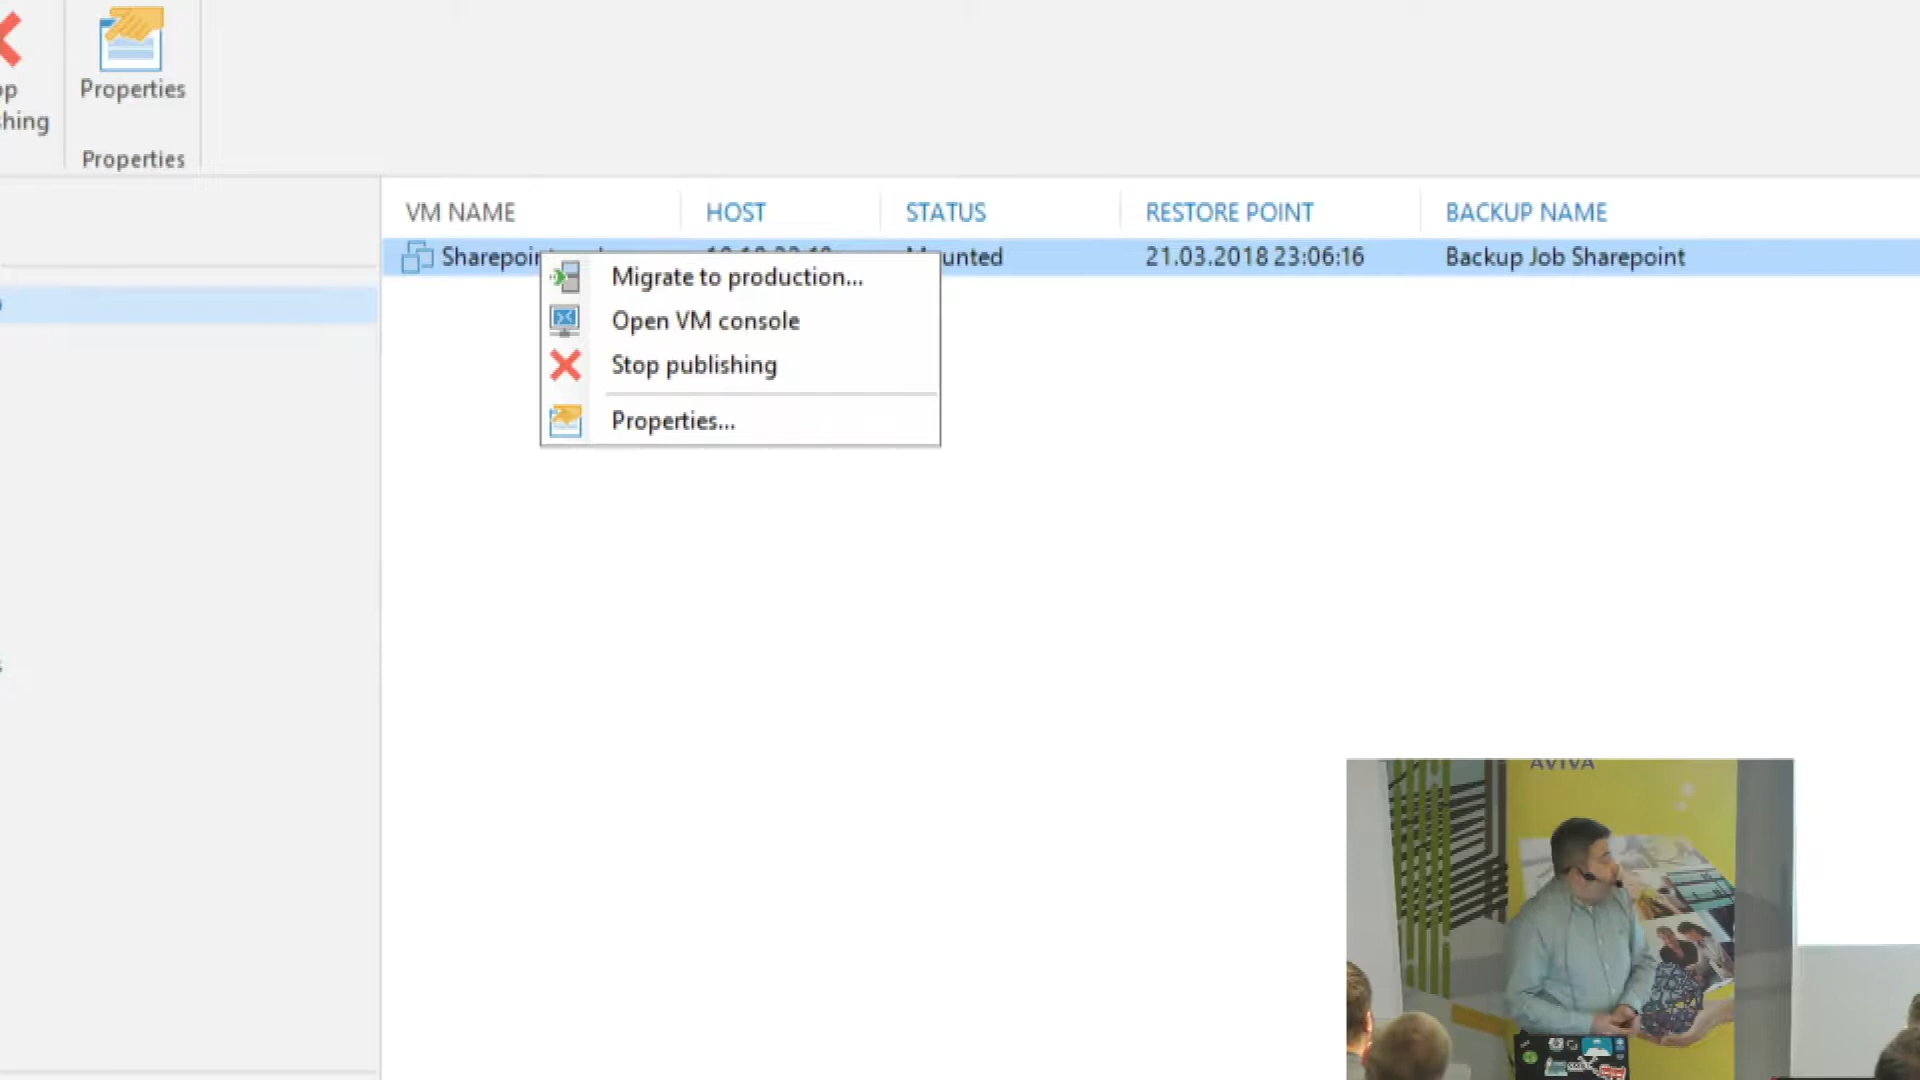 Properties
Properties
VM NAME HOST STATUS RESTORE POINT BACKUP NAME
21.03.2018 23:06:16 Backup Job Sharepoint
Migrate to production...
Open VM console
Stop publishing
Properties...
AVIVA